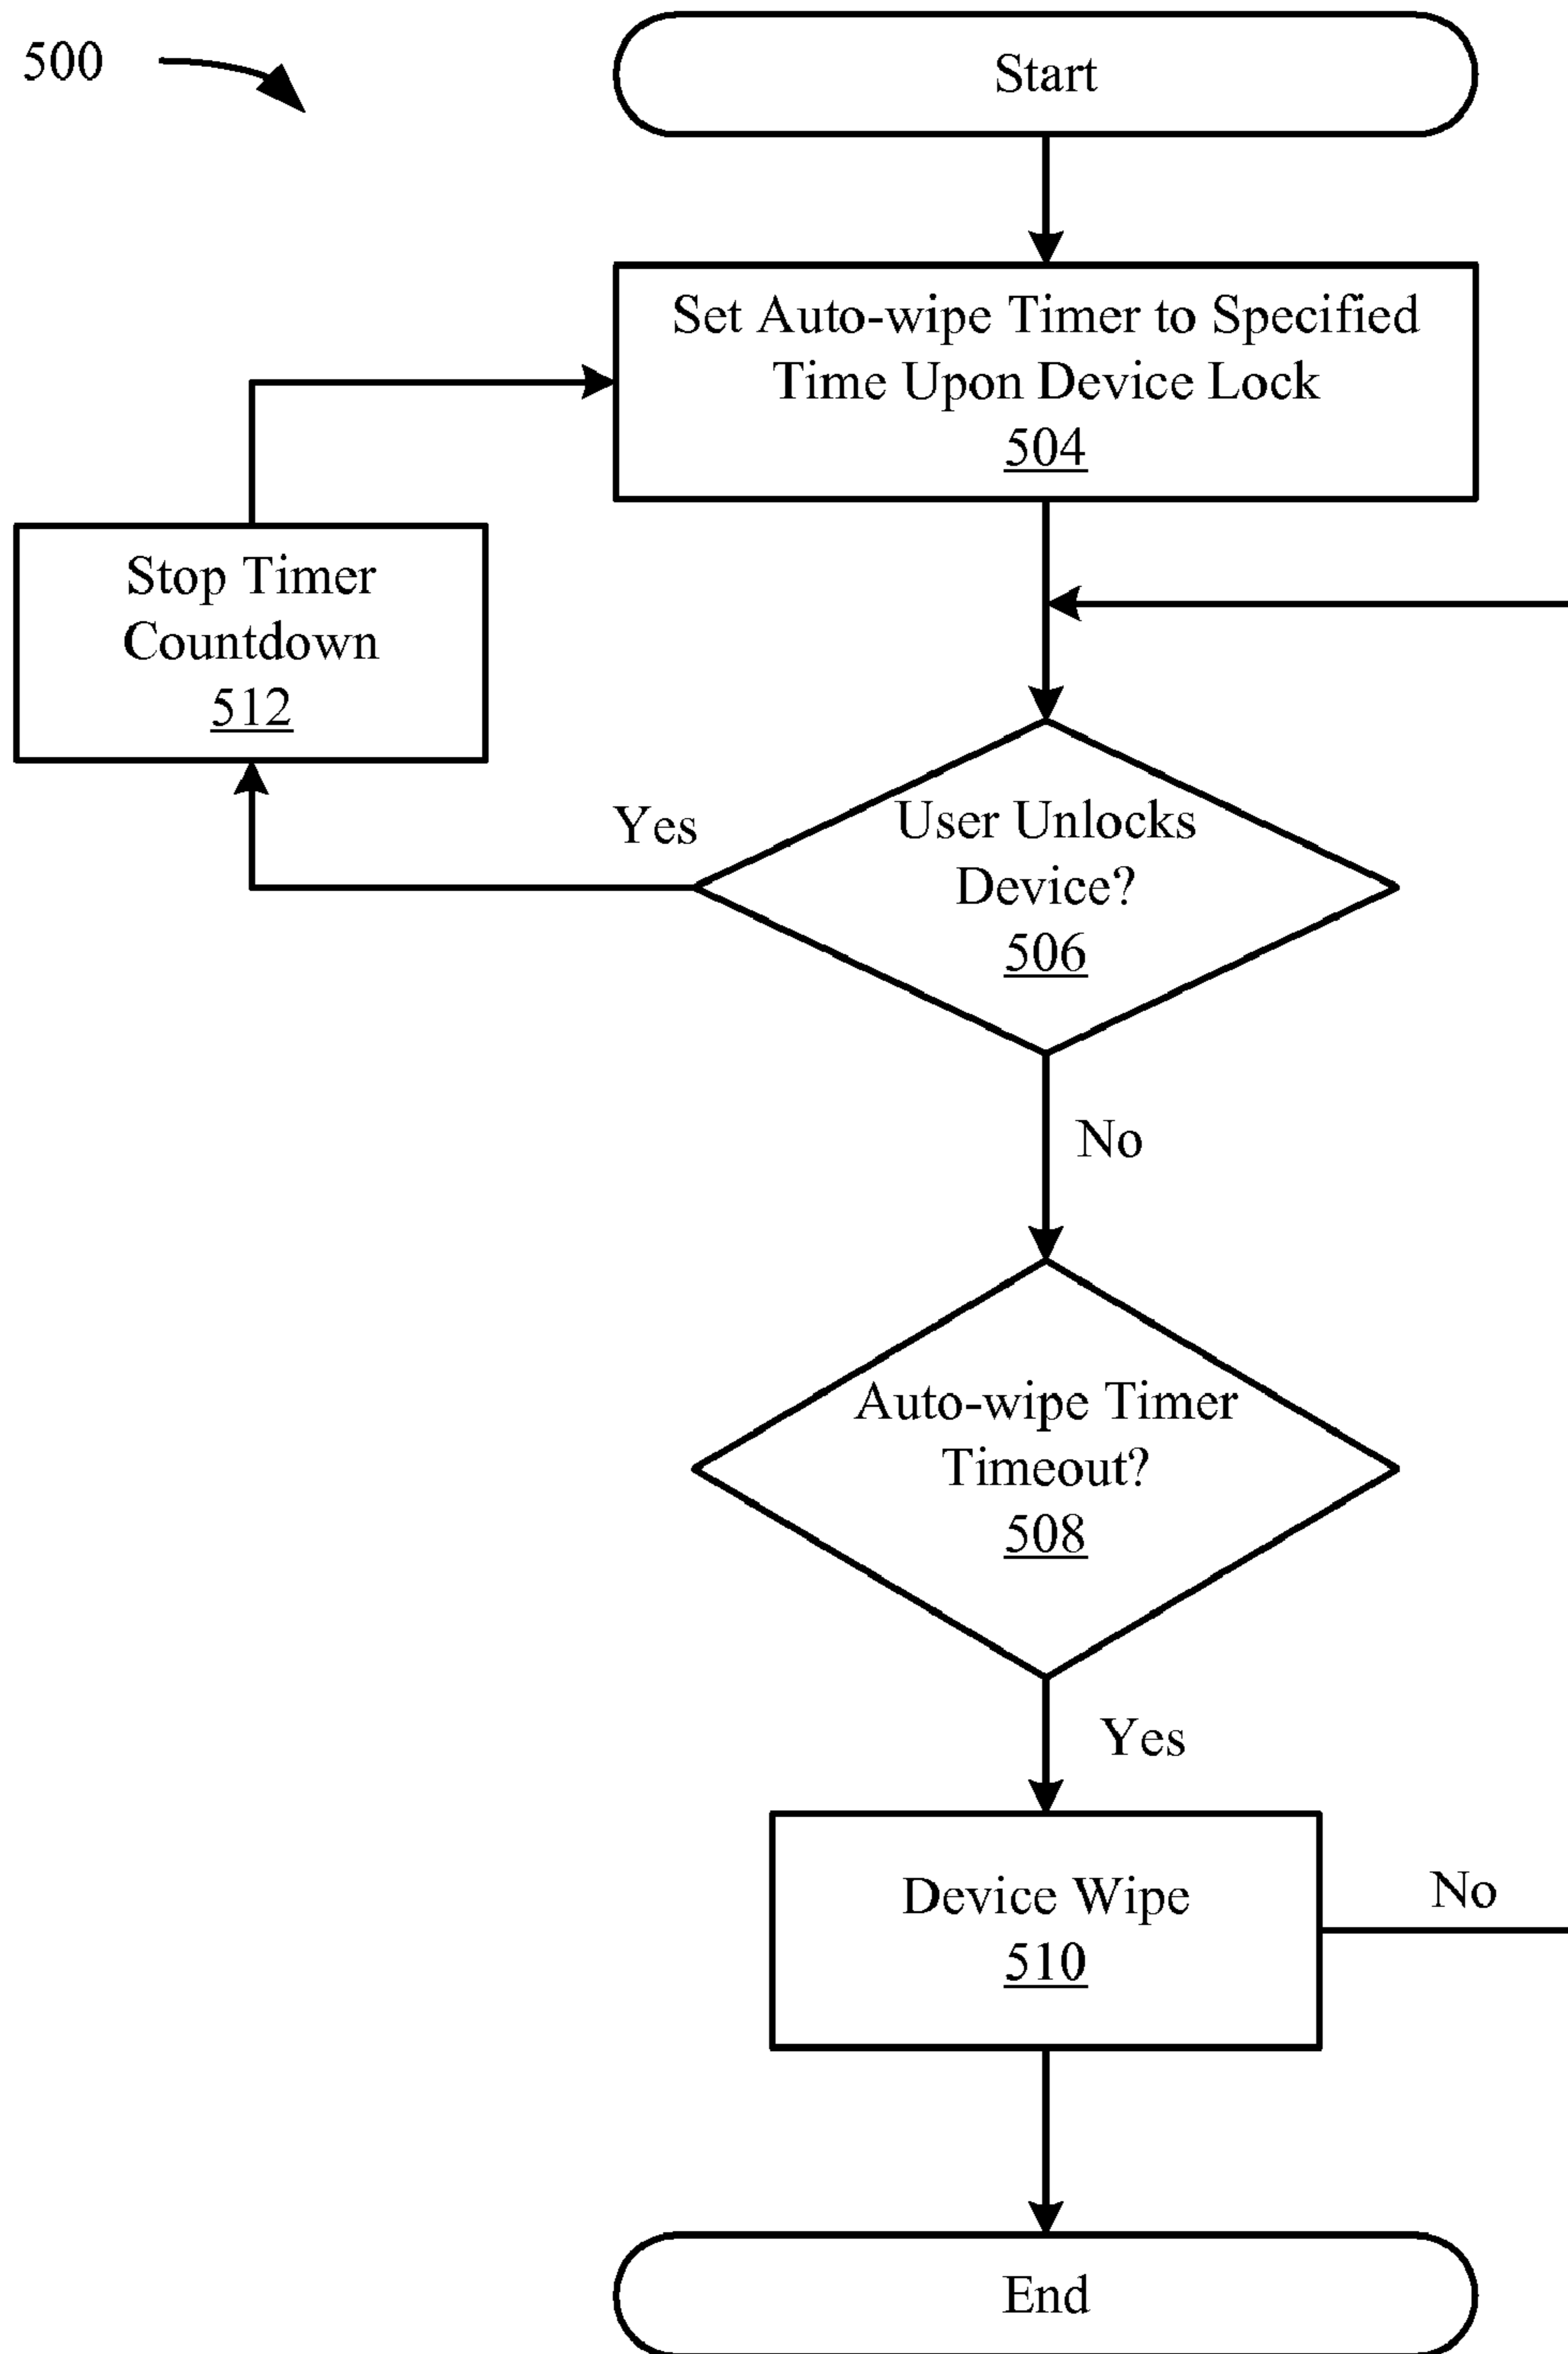 500
Start
Set Auto-wipe Timer to Specified
Time Upon Device Lock
504
Stop Timer
Countdown
512
Yes
User Unlocks
Device?
506
No
Auto-wipe Timer
Timeout?
508
Yes
Device Wipe
510
No
End